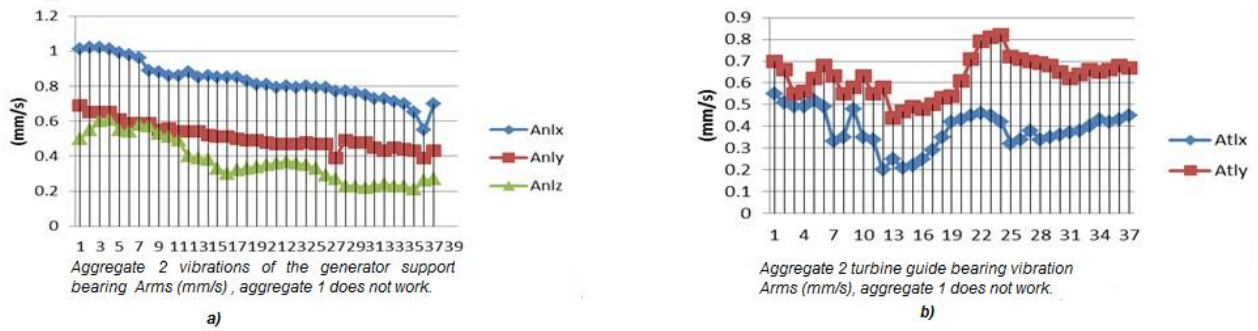 1.2
1
0.8
0.6
0.4
0.2
0
(mm/s)
Anlx
Anly
Anlz
1 3 5 7 9 11131517192123252729313335373 9
Aggregate 2 vibrations of the generator support
bearing Arms (mm/s) , aggregate 1 does not work.
a)
0.9
0.8
0.7
0.6
0.5
0.4
0.3
0.2
0.1
0
(mm/s)
Atlx
Atly
1 4 7 10 13 16 19 22 25 28 31 34 37
Aggregate 2 turbine guide bearing vibration
Arms (mm/s), aggregate 1 does not work.
b)